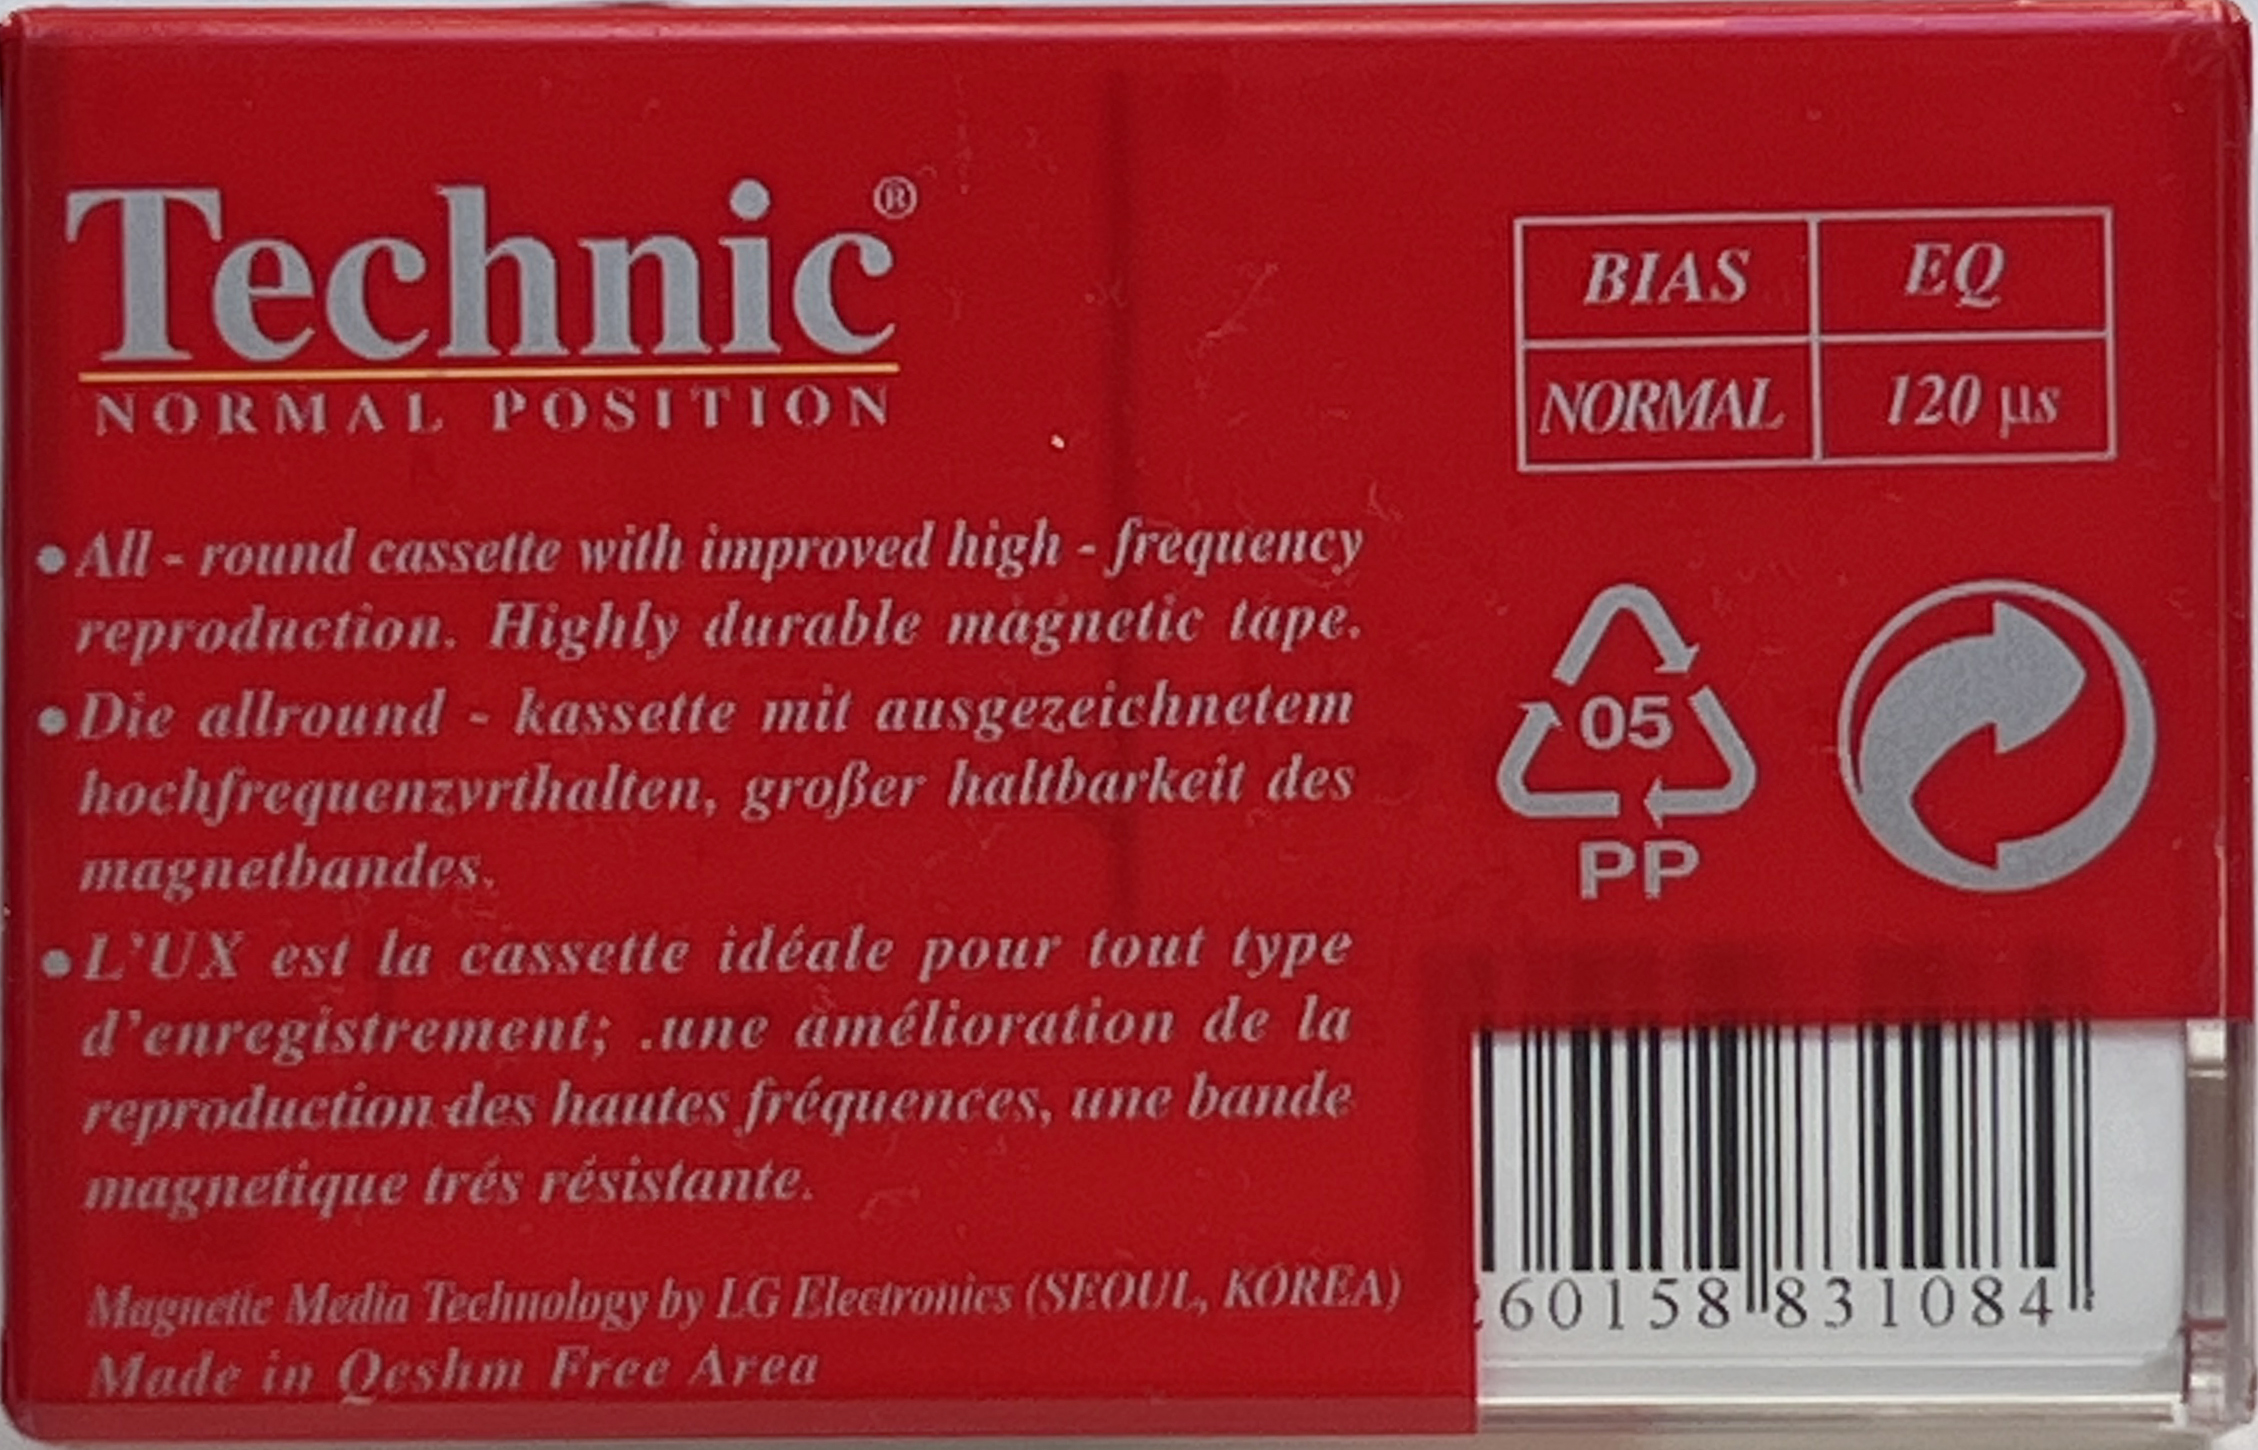 Technic®
NORMAL POSITION
BIAS EQ
NORMAL 120 µs
•All - round cassette with improved high - frequency
reproduction. Highly durable magnetic tape.
•Die allround - kassette mit ausgezeichnetem
hochfrequenzvrthalten, großer haltbarkeit des
magnetbandes.
•L'UX est la cassette idéale pour tout type
d'enregistrement; .une amélioration de la
reproduction des hautes fréquences, une bande
magnetique trés résistante.
05
PP
Magnetic Media Technology by LG Electronics (SEOUL, KOREA)
Made in Qeshm Free Area
60158 831084